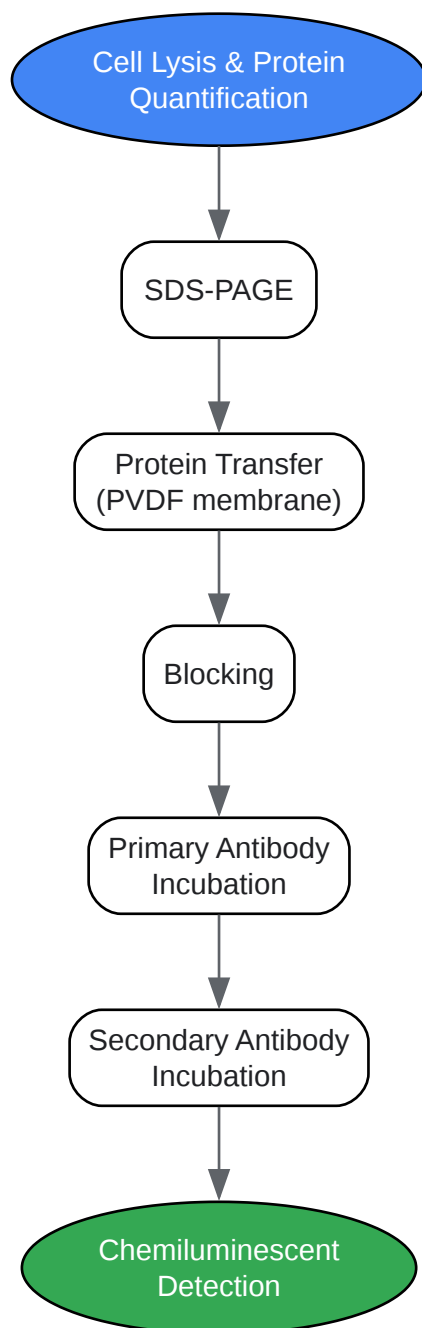 Cell Lysis & Protein
Quantification
SDS-PAGE
Protein Transfer
(PVDF membrane)
Blocking
Primary Antibody
Incubation
Secondary Antibody
Incubation
Chemiluminescent
Detection